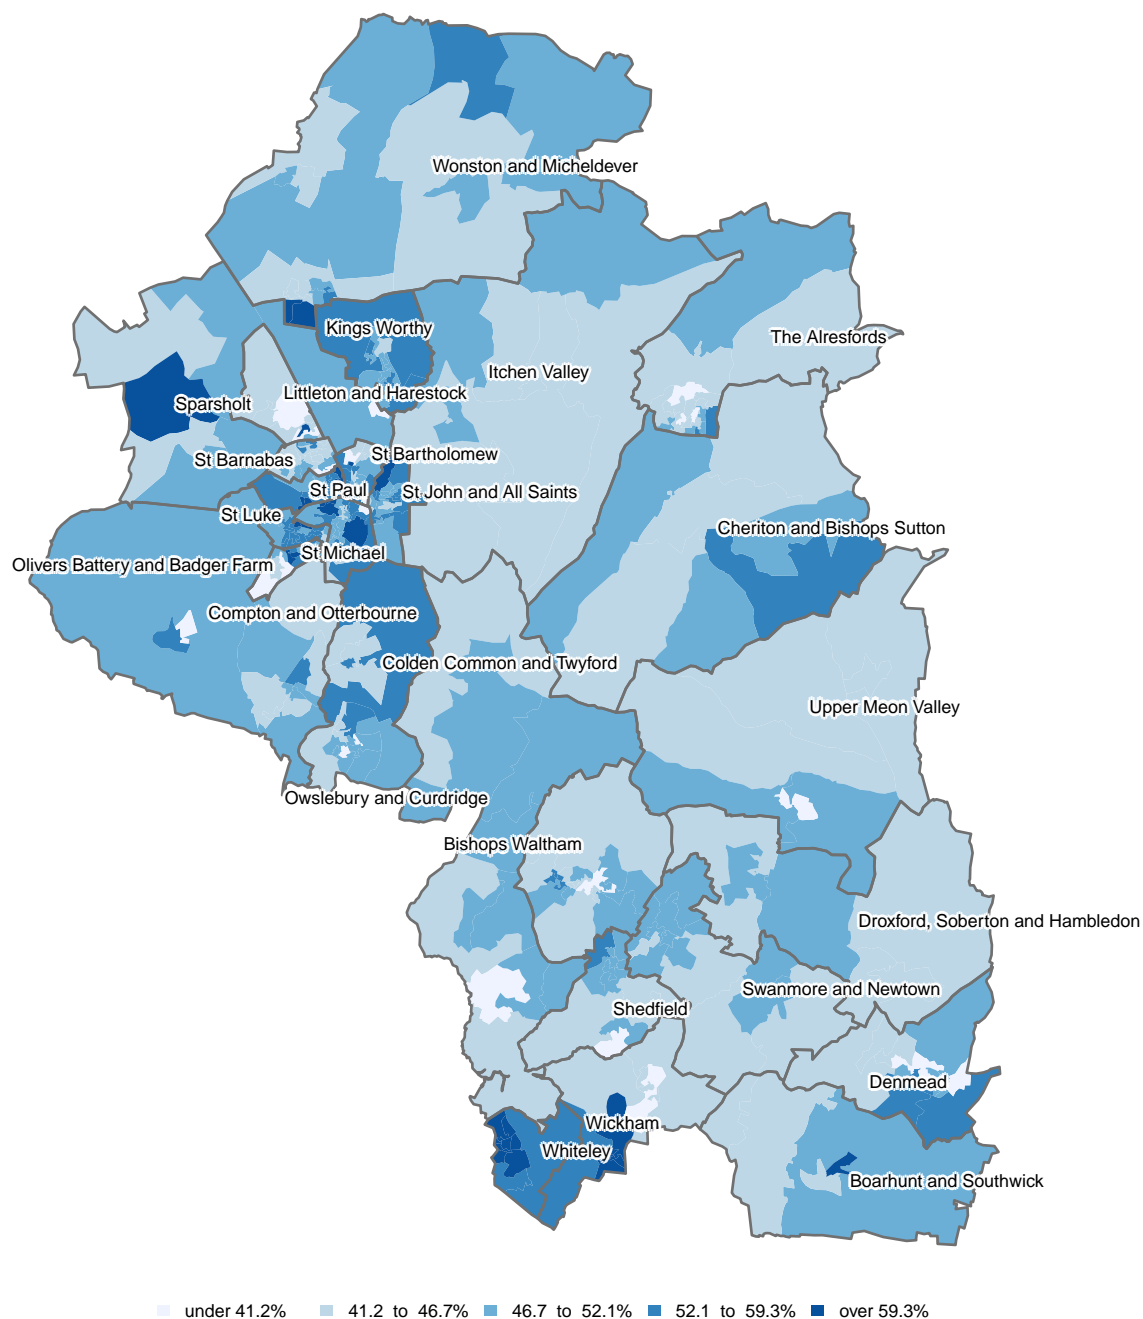 Wonston and Micheldever
Kings Worthy
The Alresfords
Itchen Valley
Littleton and Harestock
Sparsholt
St Barnabas
St Bartholomew
St Paul
St John and All Saints
St Luke
Cheriton and Bishops Sutton
St Michael
Olivers Battery and Badger Farm
Compton and Otterbourne
Colden Common and Twyford
Upper Meon Valley
Owslebury and Curdridge
Bishops Waltham
Droxford, Soberton and Hambledon
Swanmore and Newtown
Shedfield
Denmead
Wickham
Whiteley
Boarhunt and Southwick
under 41.2% 41.2 to 46.7% 46.7 to 52.1% 52.1 to 59.3% over 59.3%